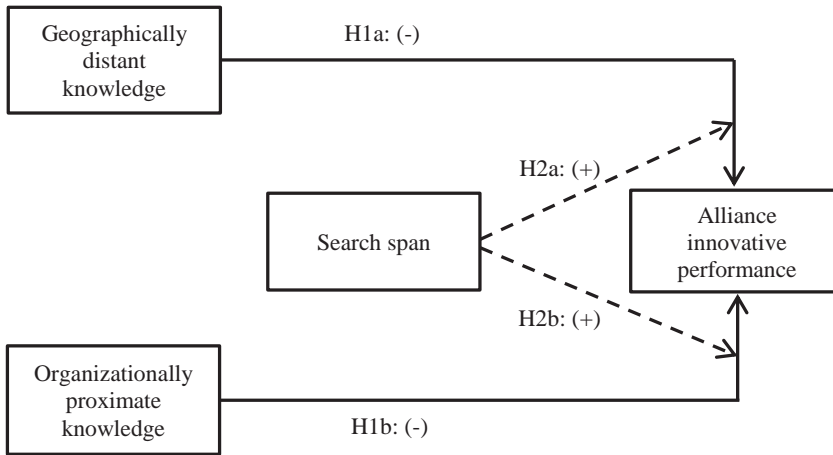 Geographically
distant
knowledge
H1a: (-)
H2a: (+)
Search span
Alliance
innovative
performance
H2b: (+)
Organizationally
proximate
knowledge
H1b: (-)